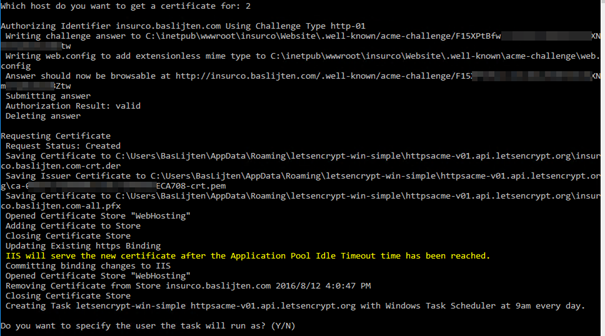 Which host do you want to get a certificate for: 2
Authorizing Identifier insurco.baslijten.com Using Challenge Type http-01
Writing challenge answer to C:\inetpub\wwwroot\insurco\Website\.well-known/acme-challenge/F15XPtBfw XN
tw
Writing web.config to add extensionless mime type to C:\inetpub\wwwroot\insurco\Website\.well-known\acme-challenge\web.
config
Answer should now be browsable at http://insurco.baslijten.com/.well-known/acme-challenge/F15 XN
m Ztw
Submitting answer
Authorization Result: valid
Deleting answer
Requesting Certificate
Request Status: Created
Saving Certificate to C:\Users\BasLijten\AppData\Roaming\letsencrypt-win-simple\httpsacme-v01.api.letsencrypt.org\insur
co.baslijten.com-crt.der
Saving Issuer Certificate to C:\Users\BasLijten\AppData\Roaming\letsencrypt-win-simple\httpsacme-v01.api.letsencrypt.or
g\ca- ECA708-crt.pem
Saving Certificate to C:\Users\BasLijten\AppData\Roaming\letsencrypt-win-simple\httpsacme-v01.api.letsencrypt.org\insur
co.baslijten.com-all.pfx
Opened Certificate Store "WebHosting"
Adding Certificate to Store
Closing Certificate Store
Updating Existing https Binding
IIS will serve the new certificate after the Application Pool Idle Timeout time has been reached.
Committing binding changes to IIS
Opened Certificate Store "WebHosting"
Removing Certificate from Store insurco.baslijten.com 2016/8/12 4:0:47 PM
Closing Certificate Store
Creating Task letsencrypt-win-simple httpsacme-v01.api.letsencrypt.org with Windows Task Scheduler at 9am every day.
Do you want to specify the user the task will run as? (Y/N)